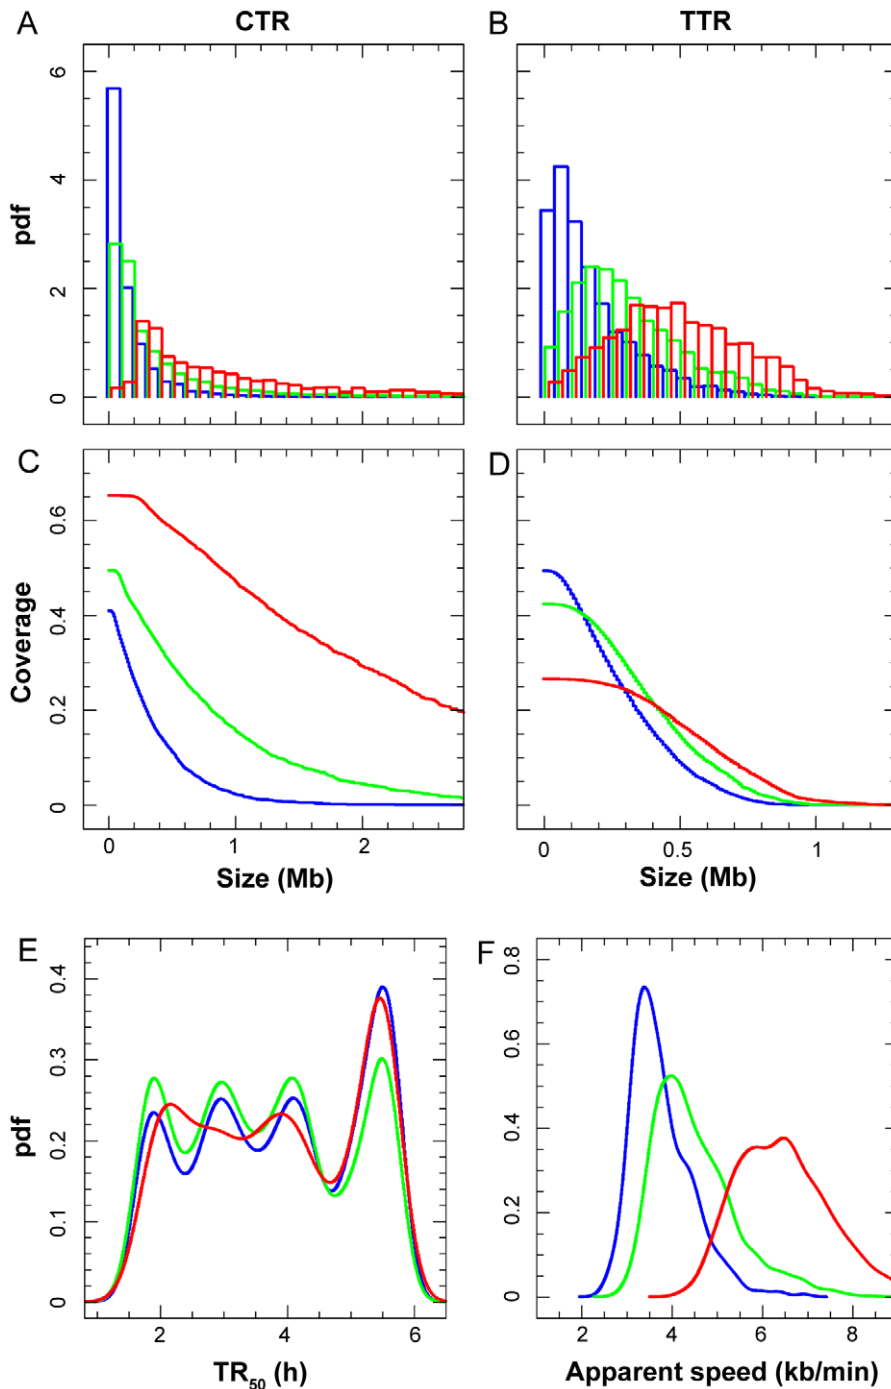 A CTR B TTR
6
4
2
0
pdf
C D
0.6
0.4
0.2
0
Coverage
0 1 2
0 0.5 1
Size (Mb) Size (Mb)
E F
0.4
0.3
0.2
0.1
0
pdf
0.8
0.6
0.4
0.2
0
2 4 6
2 4 6 8
TR50 (h) Apparent speed (kb/min)